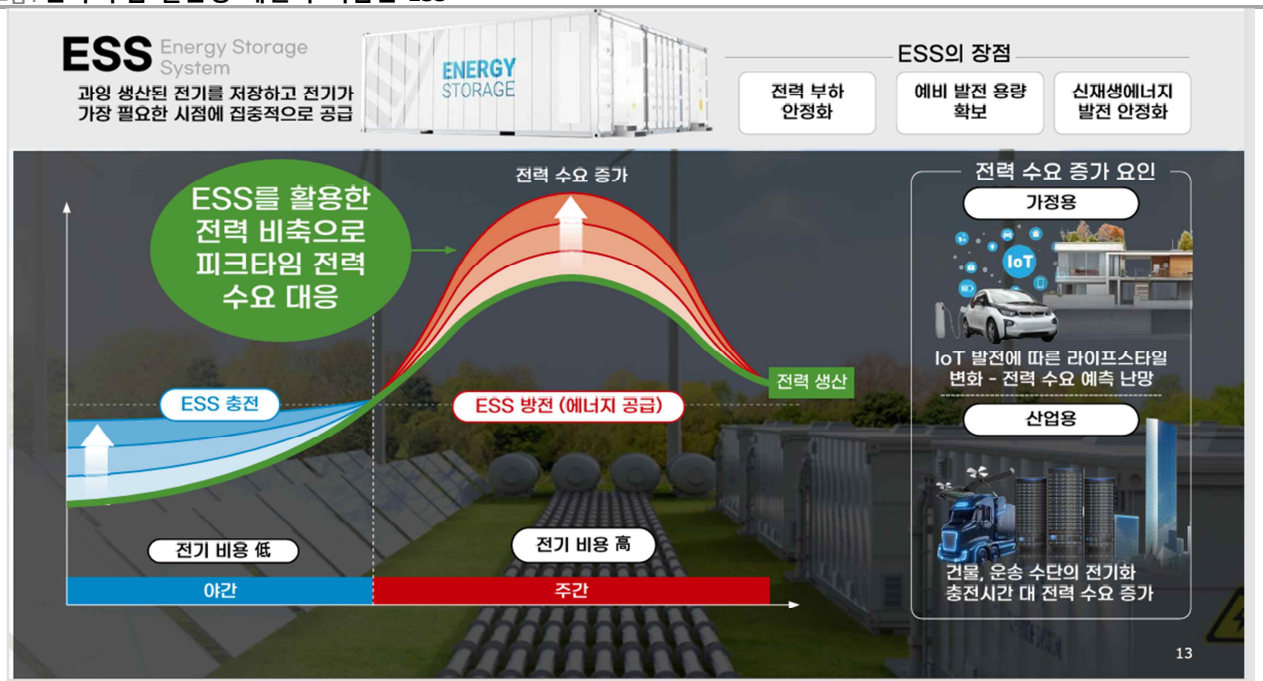 ESS
ESS Energy Storage
System
과잉 생산된 전기를 저장하고 전기가
가장 필요한 시점에 집중적으로 공급
ENERGY
STORAGE
ESS의 장점
전력 부하
안정화
예비 발전 용량
확보
신재생에너지
발전 안정화
ESS를 활용한
전력 비축으로
피크타임 전력
수요 대응
전력 수요 증가
전력 생산
ESS 충전
ESS 방전 (에너지 공급)
전기 비용 低
전기 비용 高
야간
주간
전력 수요 증가 요인
가정용
IoT
IoT 발전에 따른 라이프스타일
변화 - 전력 수요 예측 난망
산업용
건물, 운송 수단의 전기화
충전시간 대 전력 수요 증가
13